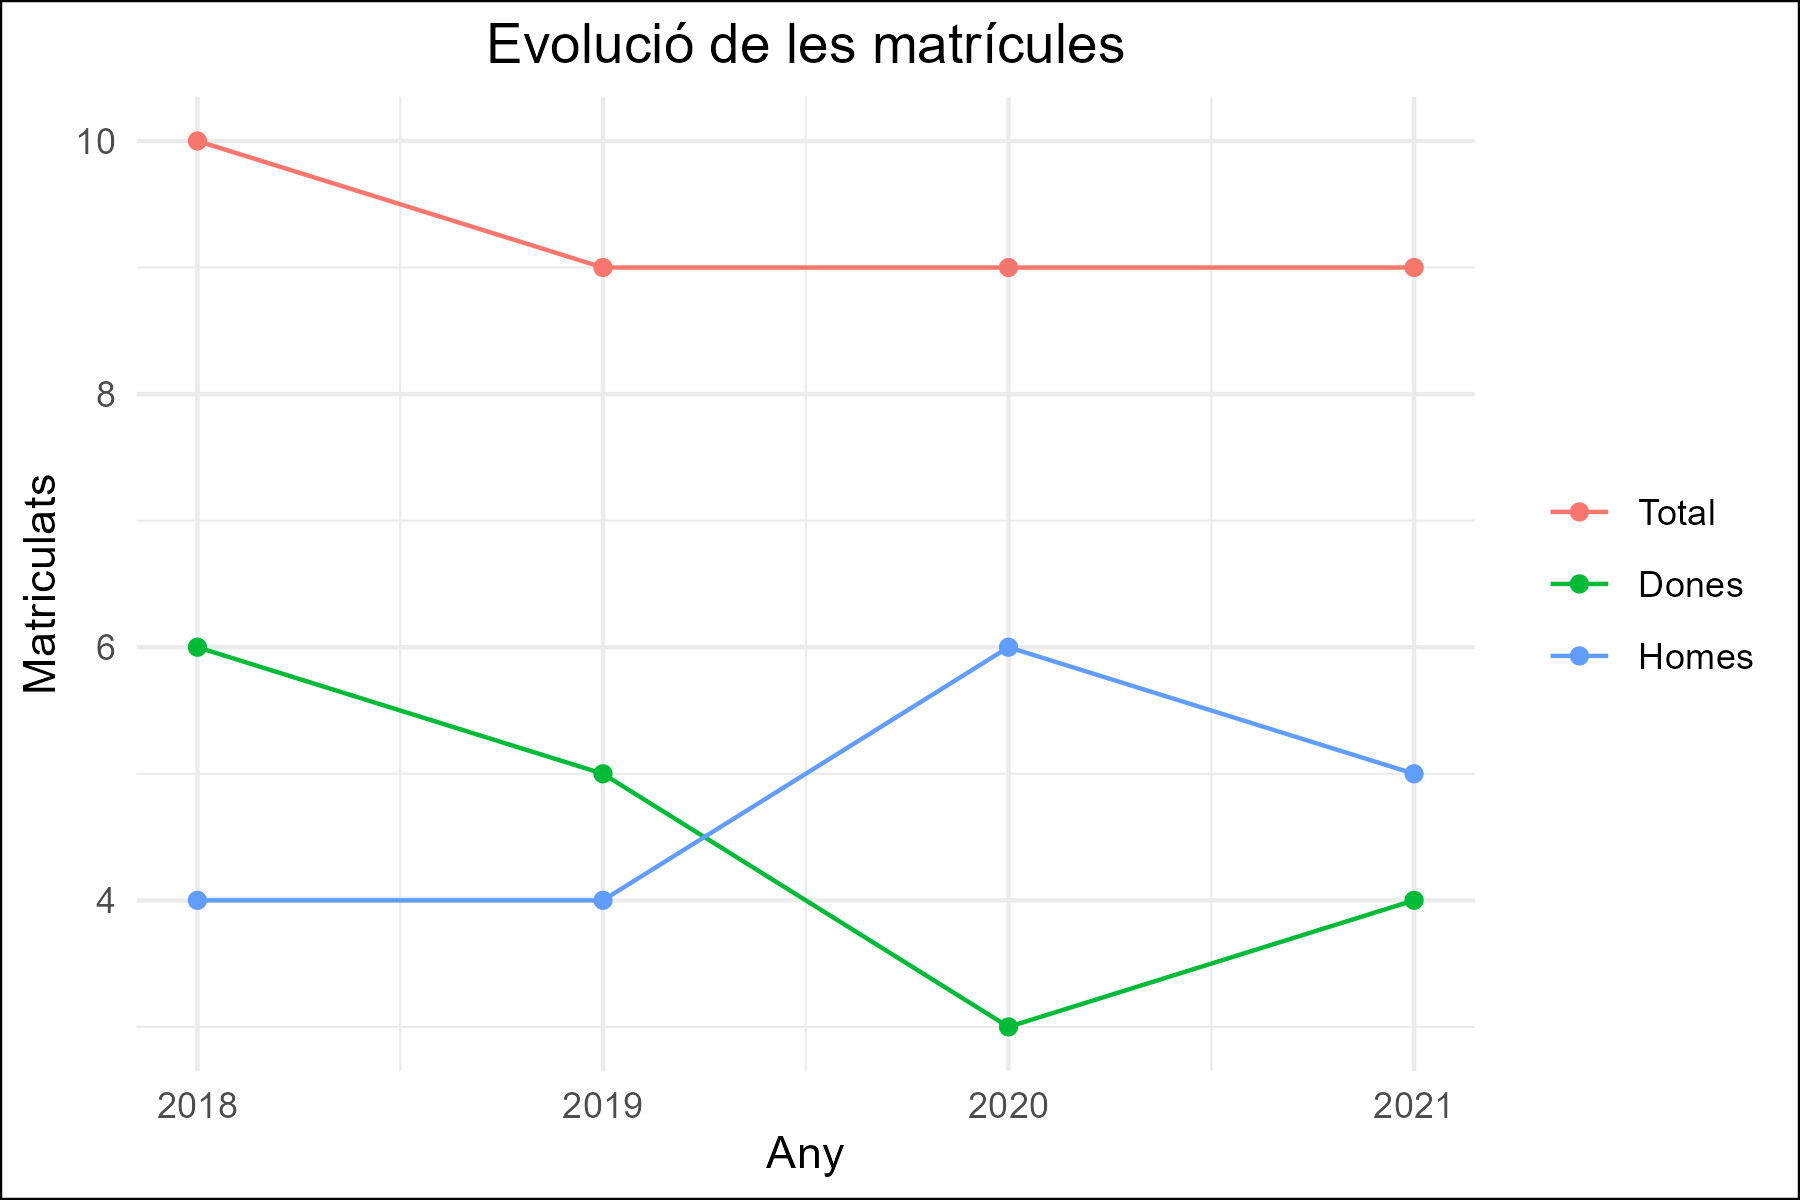 Evolució de les matrícules
10
8
6
4
Matriculats
2018
2019
2020
2021
Any
Total
Dones
Homes